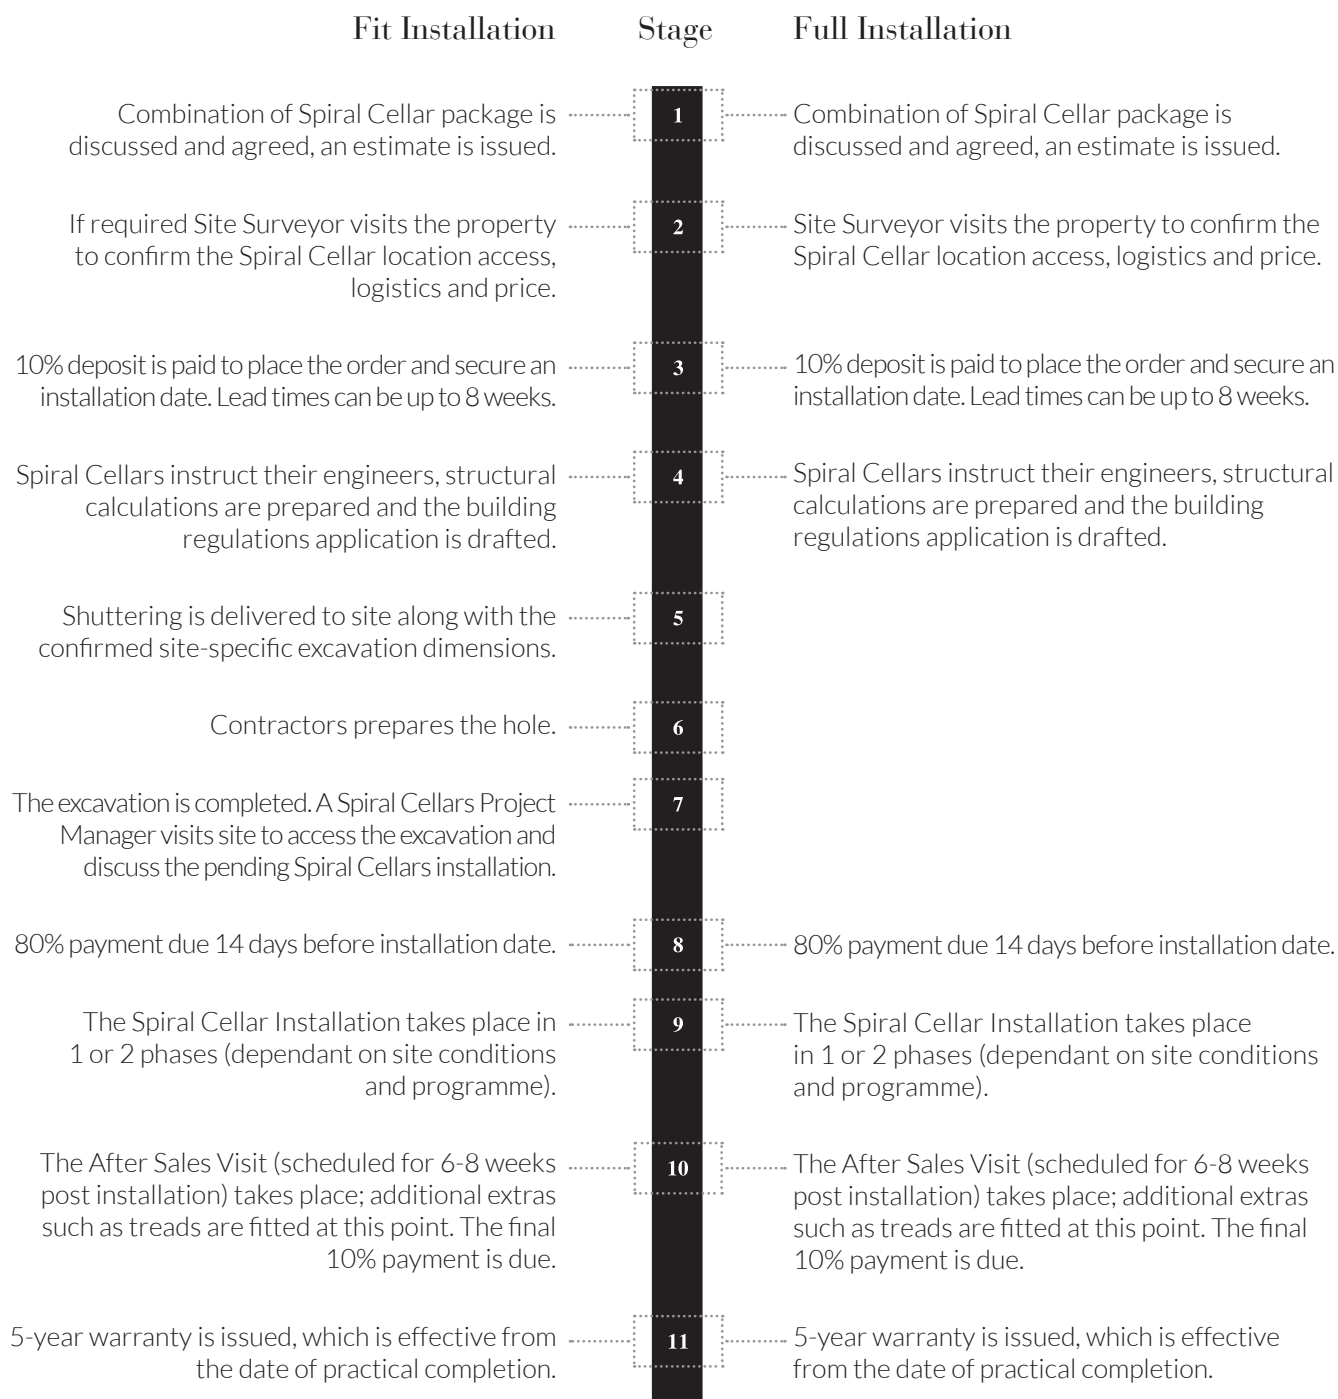 Fit Installation Stage Full Installation
Combination of Spiral Cellar package is
discussed and agreed, an estimate is issued.
1
Combination of Spiral Cellar package is
discussed and agreed, an estimate is issued.
If required Site Surveyor visits the property
to confirm the Spiral Cellar location access,
logistics and price.
2
Site Surveyor visits the property to confirm the
Spiral Cellar location access, logistics and price.
10% deposit is paid to place the order and secure an
installation date. Lead times can be up to 8 weeks.
3
10% deposit is paid to place the order and secure an
installation date. Lead times can be up to 8 weeks.
Spiral Cellars instruct their engineers, structural
calculations are prepared and the building
regulations application is drafted.
4
Spiral Cellars instruct their engineers, structural
calculations are prepared and the building
regulations application is drafted.
Shuttering is delivered to site along with the
confirmed site-specific excavation dimensions.
5
Contractors prepares the hole.
6
The excavation is completed. A Spiral Cellars Project
Manager visits site to access the excavation and
discuss the pending Spiral Cellars installation.
7
80% payment due 14 days before installation date.
8
80% payment due 14 days before installation date.
The Spiral Cellar Installation takes place in
1 or 2 phases (dependant on site conditions
and programme).
9
The Spiral Cellar Installation takes place
in 1 or 2 phases (dependant on site conditions
and programme).
The After Sales Visit (scheduled for 6-8 weeks
post installation) takes place; additional extras
such as treads are fitted at this point. The final
10% payment is due.
10
The After Sales Visit (scheduled for 6-8 weeks
post installation) takes place; additional extras
such as treads are fitted at this point. The final
10% payment is due.
5-year warranty is issued, which is effective from
the date of practical completion.
11
5-year warranty is issued, which is effective
from the date of practical completion.